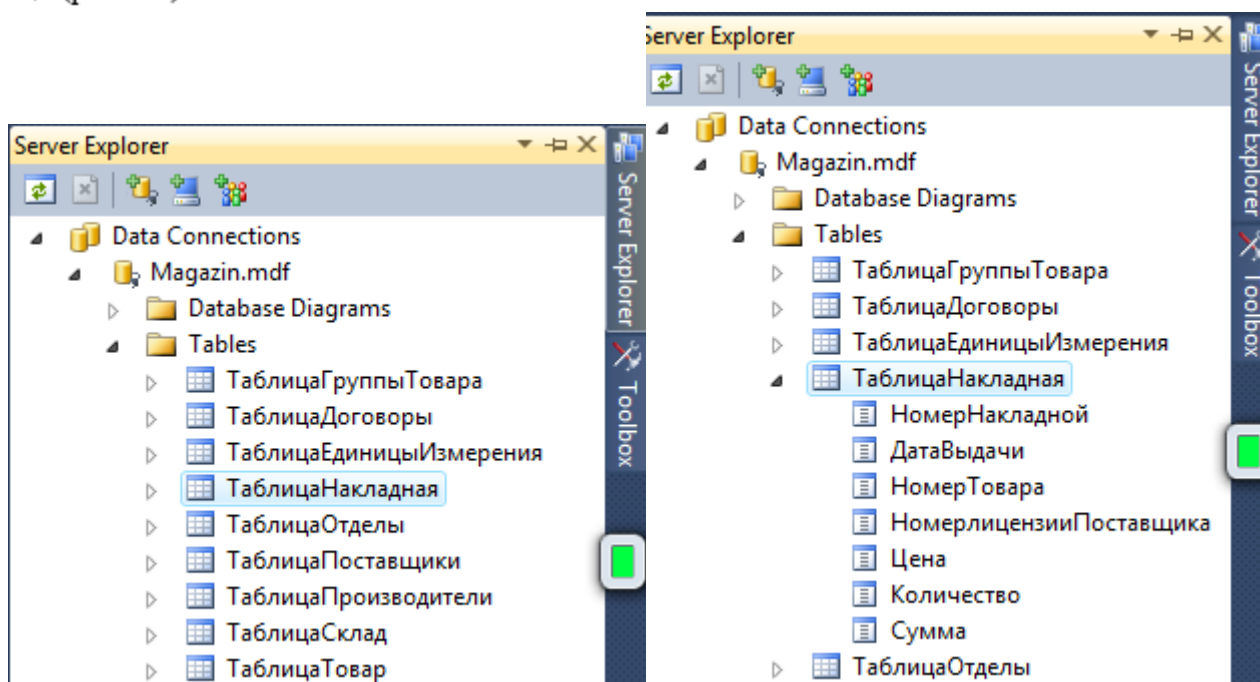 Server Explorer
Data Connections
Magazin.mdf
Database Diagrams
Tables
ТаблицаГруппыТовара
ТаблицаДоговоры
ТаблицаЕдиницыИзмерения
ТаблицаНакладная
ТаблицаОтделы
ТаблицаПоставщики
ТаблицаПроизводители
ТаблицаСклад
ТаблицаТовар
Server Explorer
Toolbox
Server Explorer
Data Connections
Magazin.mdf
Database Diagrams
Tables
ТаблицаГруппыТовара
ТаблицаДоговоры
ТаблицаЕдиницыИзмерения
ТаблицаНакладная
НомерНакладной
ДатаВыдачи
НомерТовара
НомерлицензииПоставщика
Цена
Количество
Сумма
ТаблицаОтделы
Server Explorer
Toolbox